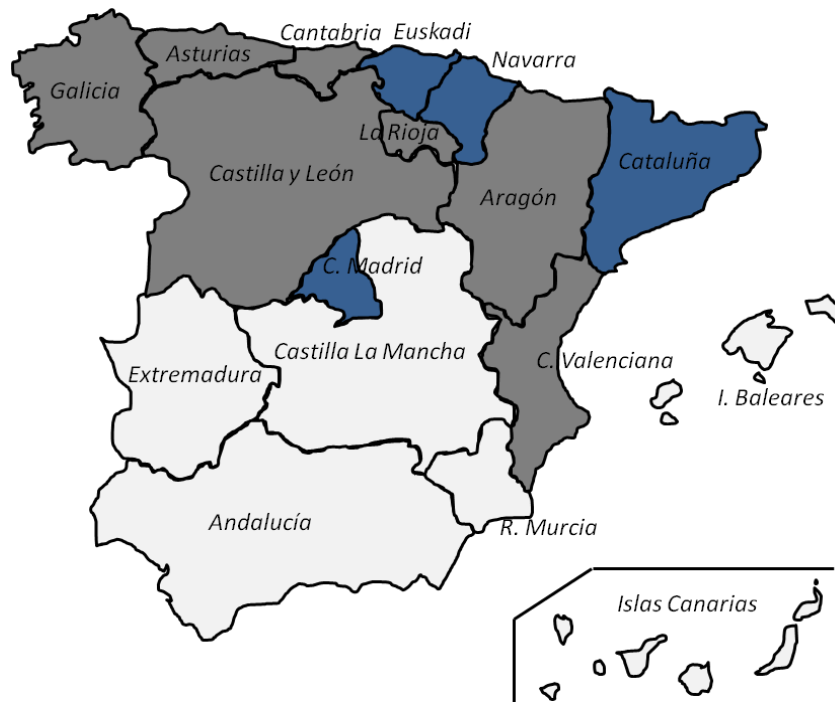 Cantabria
Euskadi
Asturias
Navarra
Galicia
La Rioja
Cataluña
Castilla y León
Aragón
C. Madrid
Castilla La Mancha
C. Valenciana
Extremadura
I. Baleares
Andalucía
R. Murcia
Islas Canarias